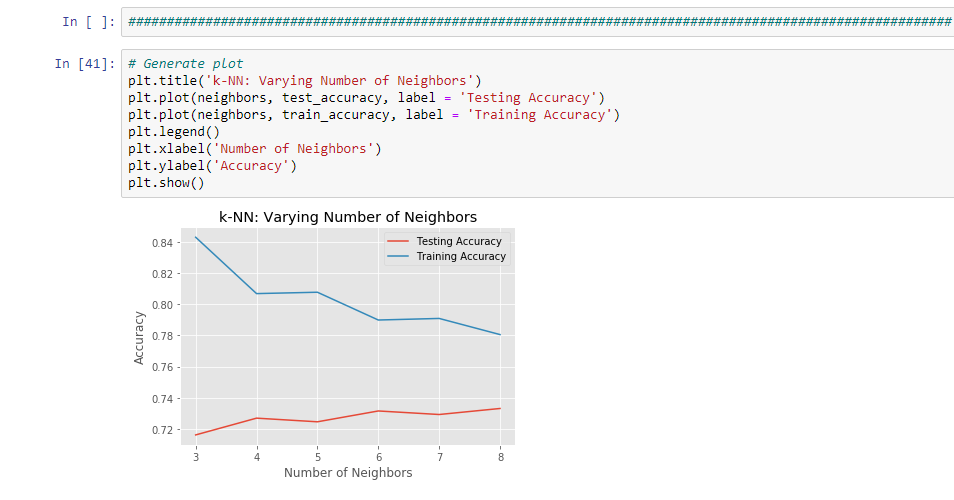 In [ ]: ############################################################################################################
In [41]: # Generate plot
plt.title('k-NN: Varying Number of Neighbors')
plt.plot(neighbors, test_accuracy, label = 'Testing Accuracy')
plt.plot(neighbors, train_accuracy, label = 'Training Accuracy')
plt.legend()
plt.xlabel('Number of Neighbors')
plt.ylabel('Accuracy')
plt.show()
k-NN: Varying Number of Neighbors
Testing Accuracy
Training Accuracy
0.84
0.82
0.80
0.78
0.76
0.74
0.72
Accuracy
3 4 5 6 7 8
Number of Neighbors